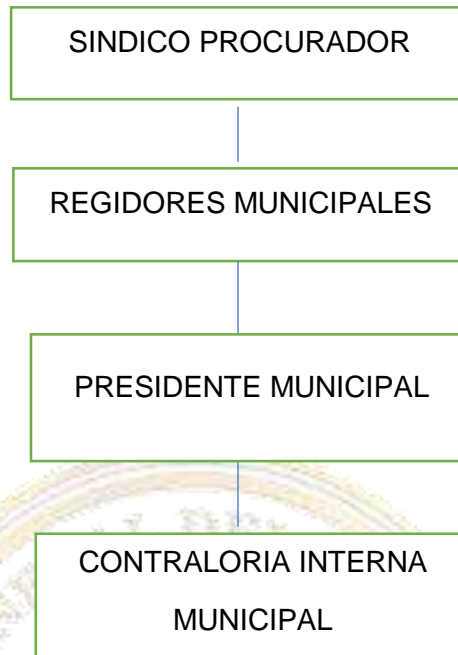 SINDICO PROCURADOR
REGIDORES MUNICIPALES
PRESIDENTE MUNICIPAL
CONTRALORIA INTERNA
MUNICIPAL